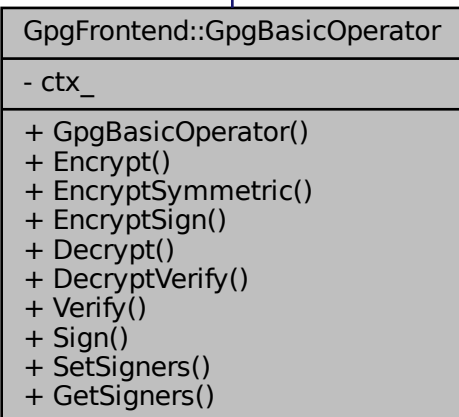 GpgFrontend::GpgBasicOperator
- ctx_
+ GpgBasicOperator()
+ Encrypt()
+ EncryptSymmetric()
+ EncryptSign()
+ Decrypt()
+ DecryptVerify()
+ Verify()
+ Sign()
+ SetSigners()
+ GetSigners()